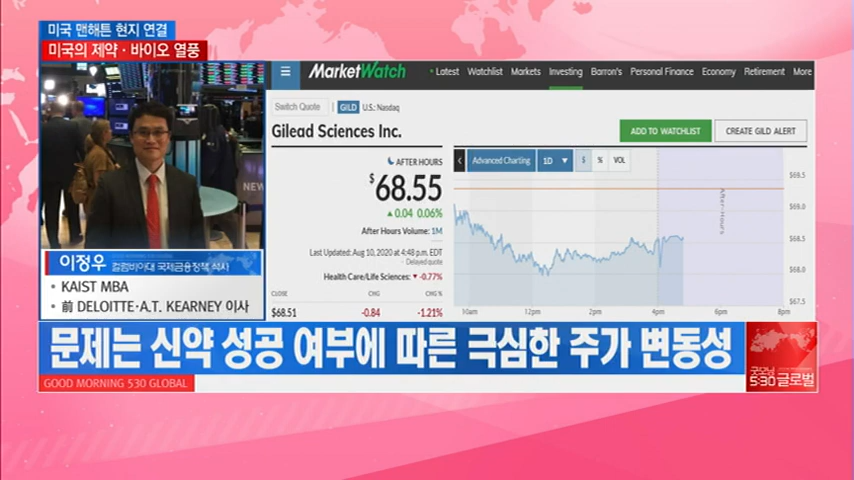 미국 맨해튼 현지 연결
미국의 제약·바이오 열풍
MarketWatch
Latest Watchlist Markets Investing Barron's Personal Finance Economy Retirement More
Switch Quote | GILD U.S.: Nasdaq
Gilead Sciences Inc.
ADD TO WATCHLIST
CREATE GILD ALERT
AFTER HOURS
$68.55
0.04 0.06%
After Hours Volume: 1M
Last Updated: Aug 10, 2020 at 4:48 p.m. EDT
Delayed quote
Health Care/Life Sciences: -0.77%
CLOSE CHG CHG %
$68.51 -0.84 -1.21%
Advanced Charting 1D $ % VOL
$69.5
$69.0
$68.5
$68.0
$67.5
After-Hours
10am 12pm 2pm 4pm 6pm 8pm
NEW
이정우 컬럼비아대 국제금융정책 석사
• KAIST MBA
• 前 DELOITTE·A.T. KEARNEY 이사
문제는 신약 성공 여부에 따른 극심한 주가 변동성
GOOD MORNING 530 GLOBAL
굿모닝
5:30 글로벌